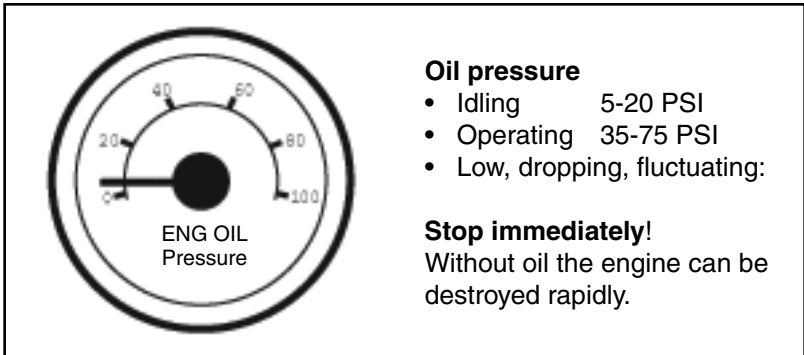 40 60
20 80
0 100
ENG OIL
Pressure
Oil pressure
• Idling 5-20 PSI
• Operating 35-75 PSI
• Low, dropping, fluctuating:
Stop immediately!
Without oil the engine can be
destroyed rapidly.